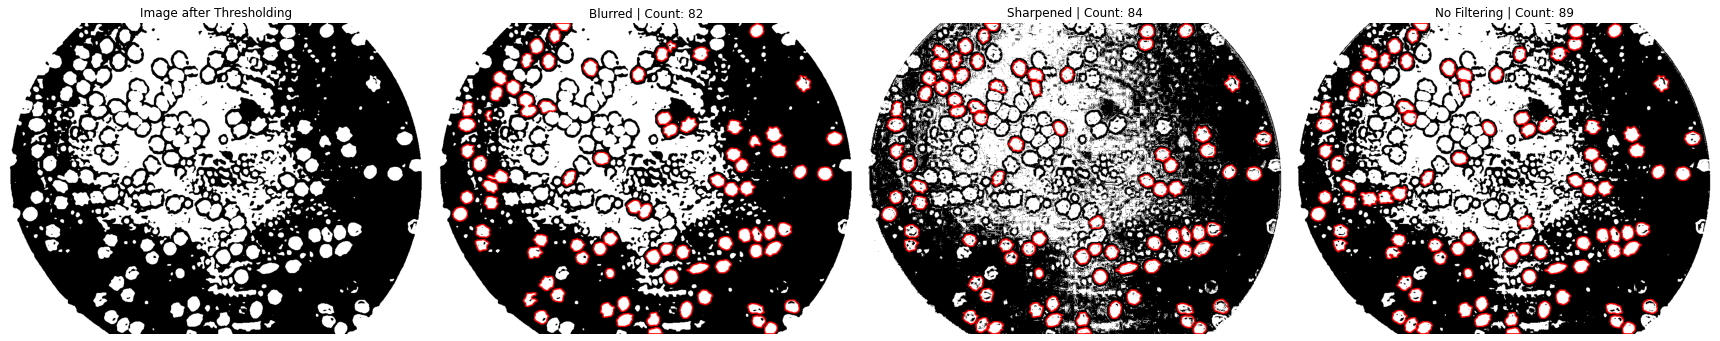 Image after Thresholding
Blurred | Count: 82
Sharpened | Count: 84
No Filtering | Count: 89